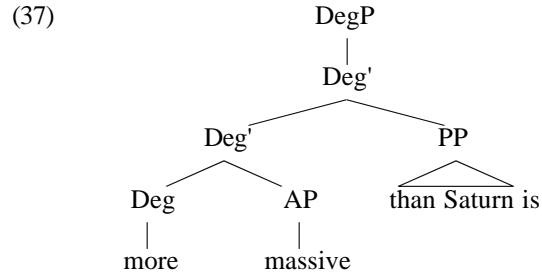 (37) DegP
Deg'
Deg' PP
Deg AP than Saturn is
more massive